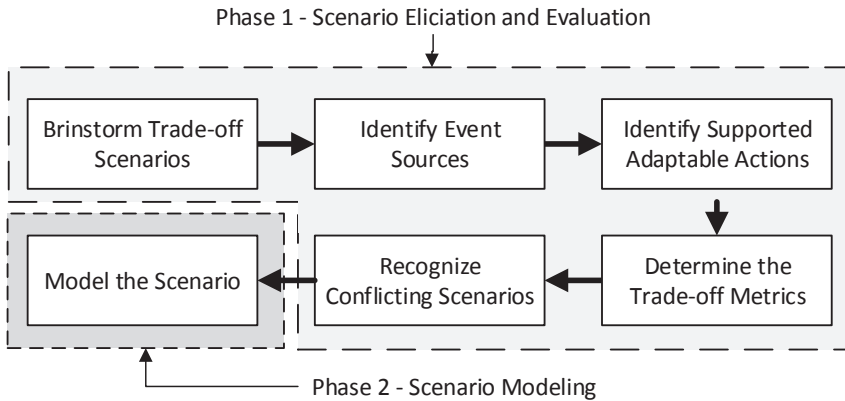 Phase 1 - Scenario Eliciation and Evaluation
Brinstorm Trade-off
Scenarios
Identify Event
Sources
Identify Supported
Adaptable Actions
Model the Scenario
Recognize
Conflicting Scenarios
Determine the
Trade-off Metrics
Phase 2 - Scenario Modeling